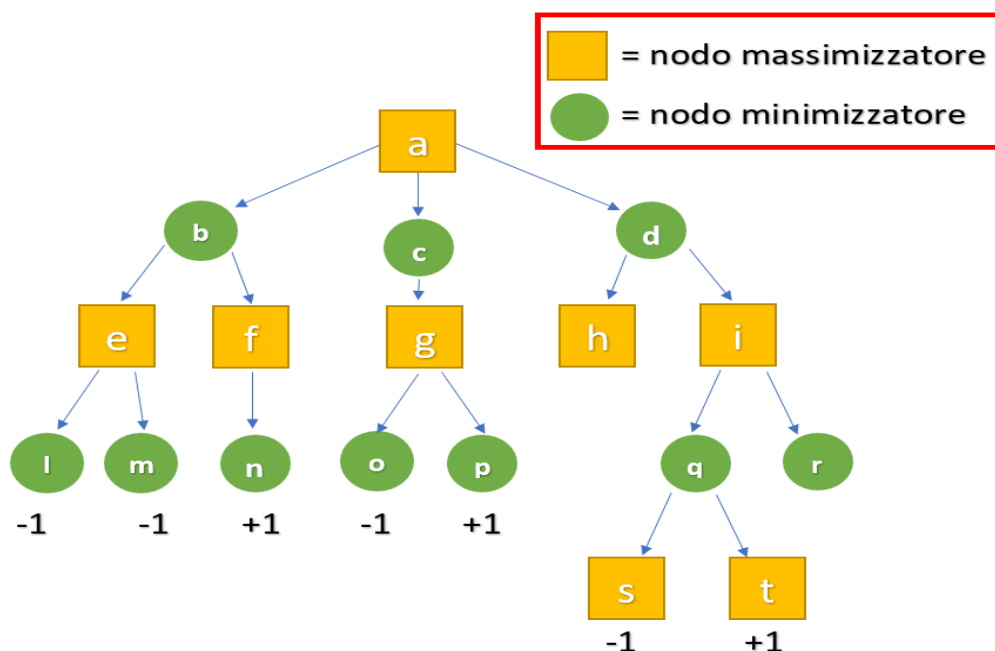 = nodo massimizzatore
= nodo minimizzatore
a
b
c
d
e
f
g
h
i
l
m
n
o
p
q
r
-1
-1
+1
-1
+1
s
t
-1
+1